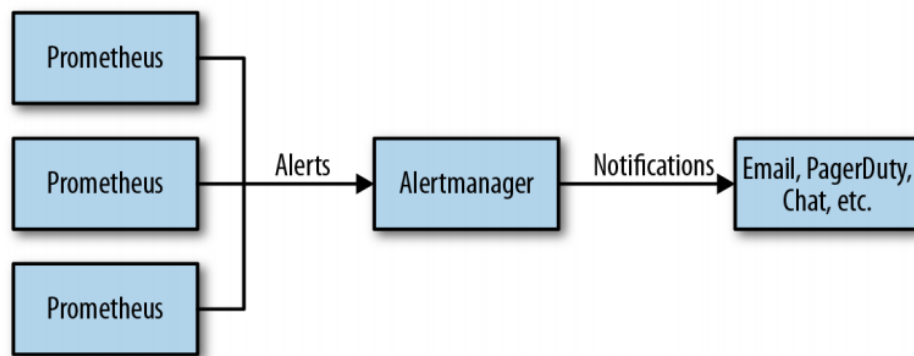 Prometheus
Prometheus
Prometheus
Alerts
Alertmanager
Notifications
Email, PagerDuty,
Chat, etc.